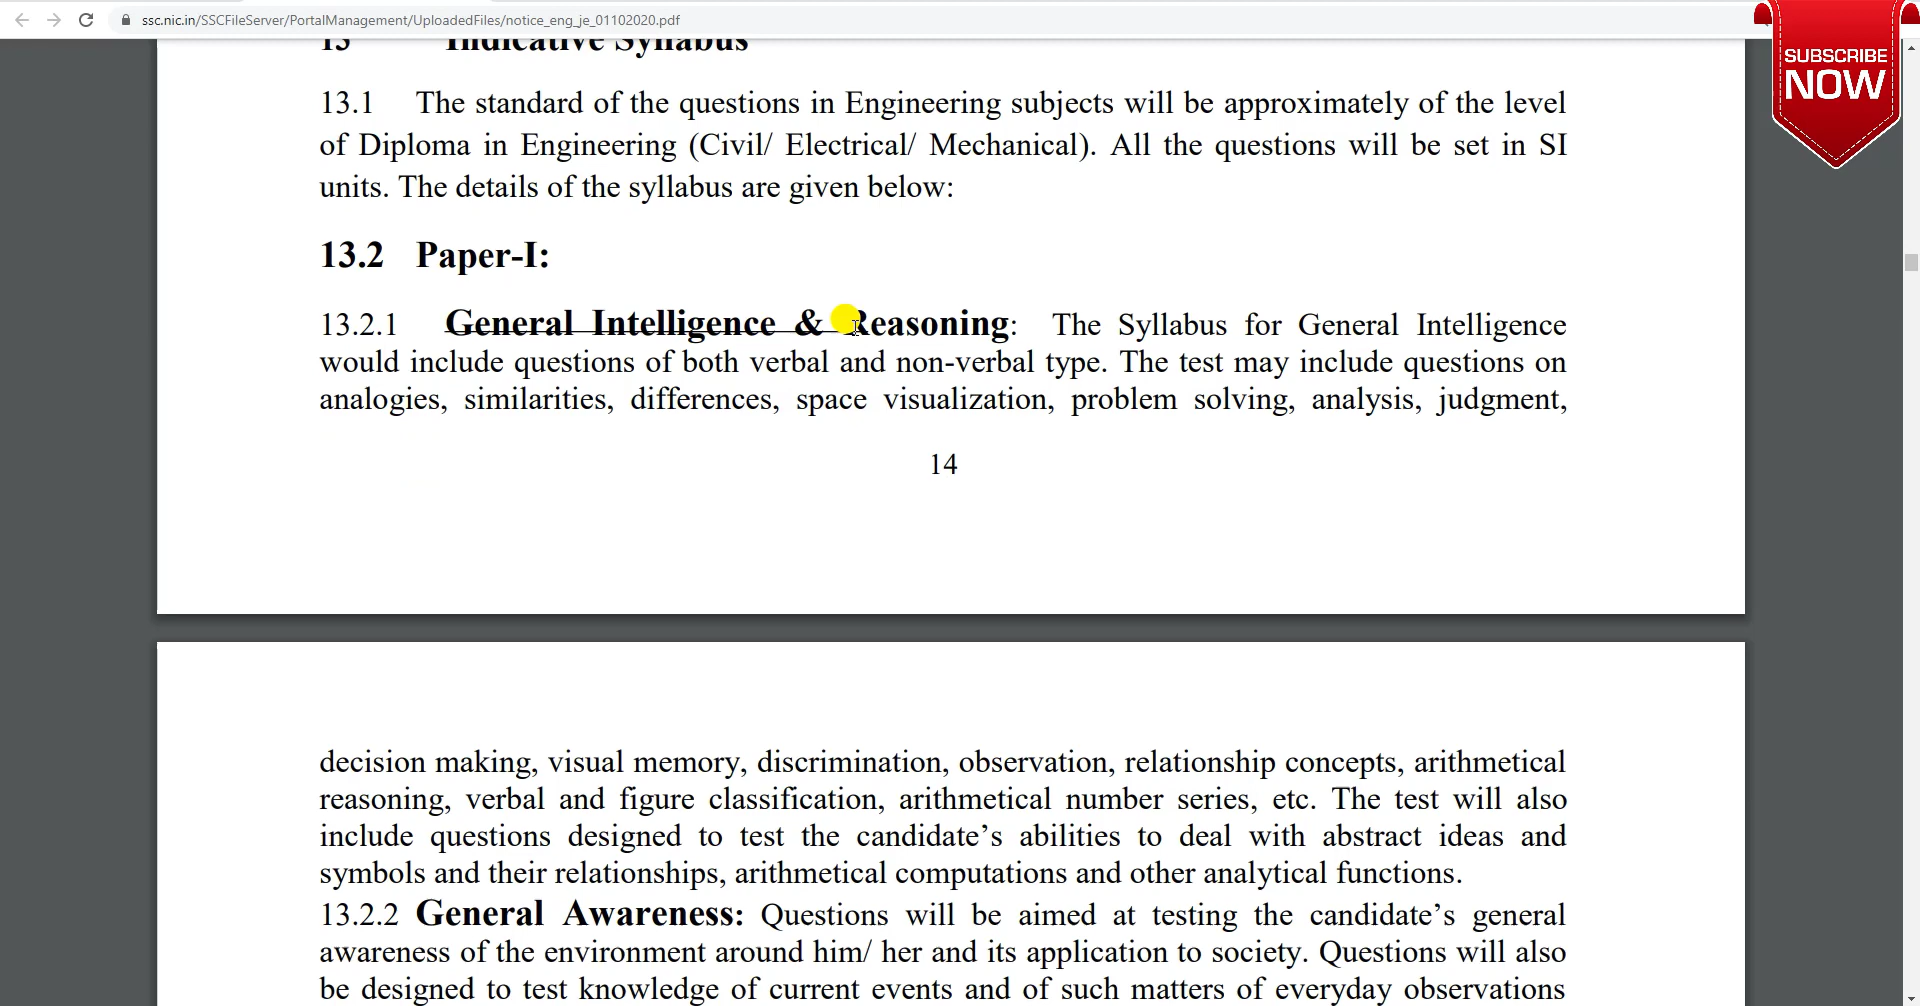 ssc.nic.in/SSCFileServer/PortalManagement/UploadedFiles/notice_eng_je_01102020.pdf
SUBSCRIBE
NOW
13 Indicative Syllabus
13.1 The standard of the questions in Engineering subjects will be approximately of the level
of Diploma in Engineering (Civil/ Electrical/ Mechanical). All the questions will be set in SI
units. The details of the syllabus are given below:
13.2 Paper-I:
13.2.1 General Intelligence & Reasoning: The Syllabus for General Intelligence
would include questions of both verbal and non-verbal type. The test may include questions on
analogies, similarities, differences, space visualization, problem solving, analysis, judgment,
14
decision making, visual memory, discrimination, observation, relationship concepts, arithmetical
reasoning, verbal and figure classification, arithmetical number series, etc. The test will also
include questions designed to test the candidate’s abilities to deal with abstract ideas and
symbols and their relationships, arithmetical computations and other analytical functions.
13.2.2 General Awareness: Questions will be aimed at testing the candidate’s general
awareness of the environment around him/ her and its application to society. Questions will also
be designed to test knowledge of current events and of such matters of everyday observations